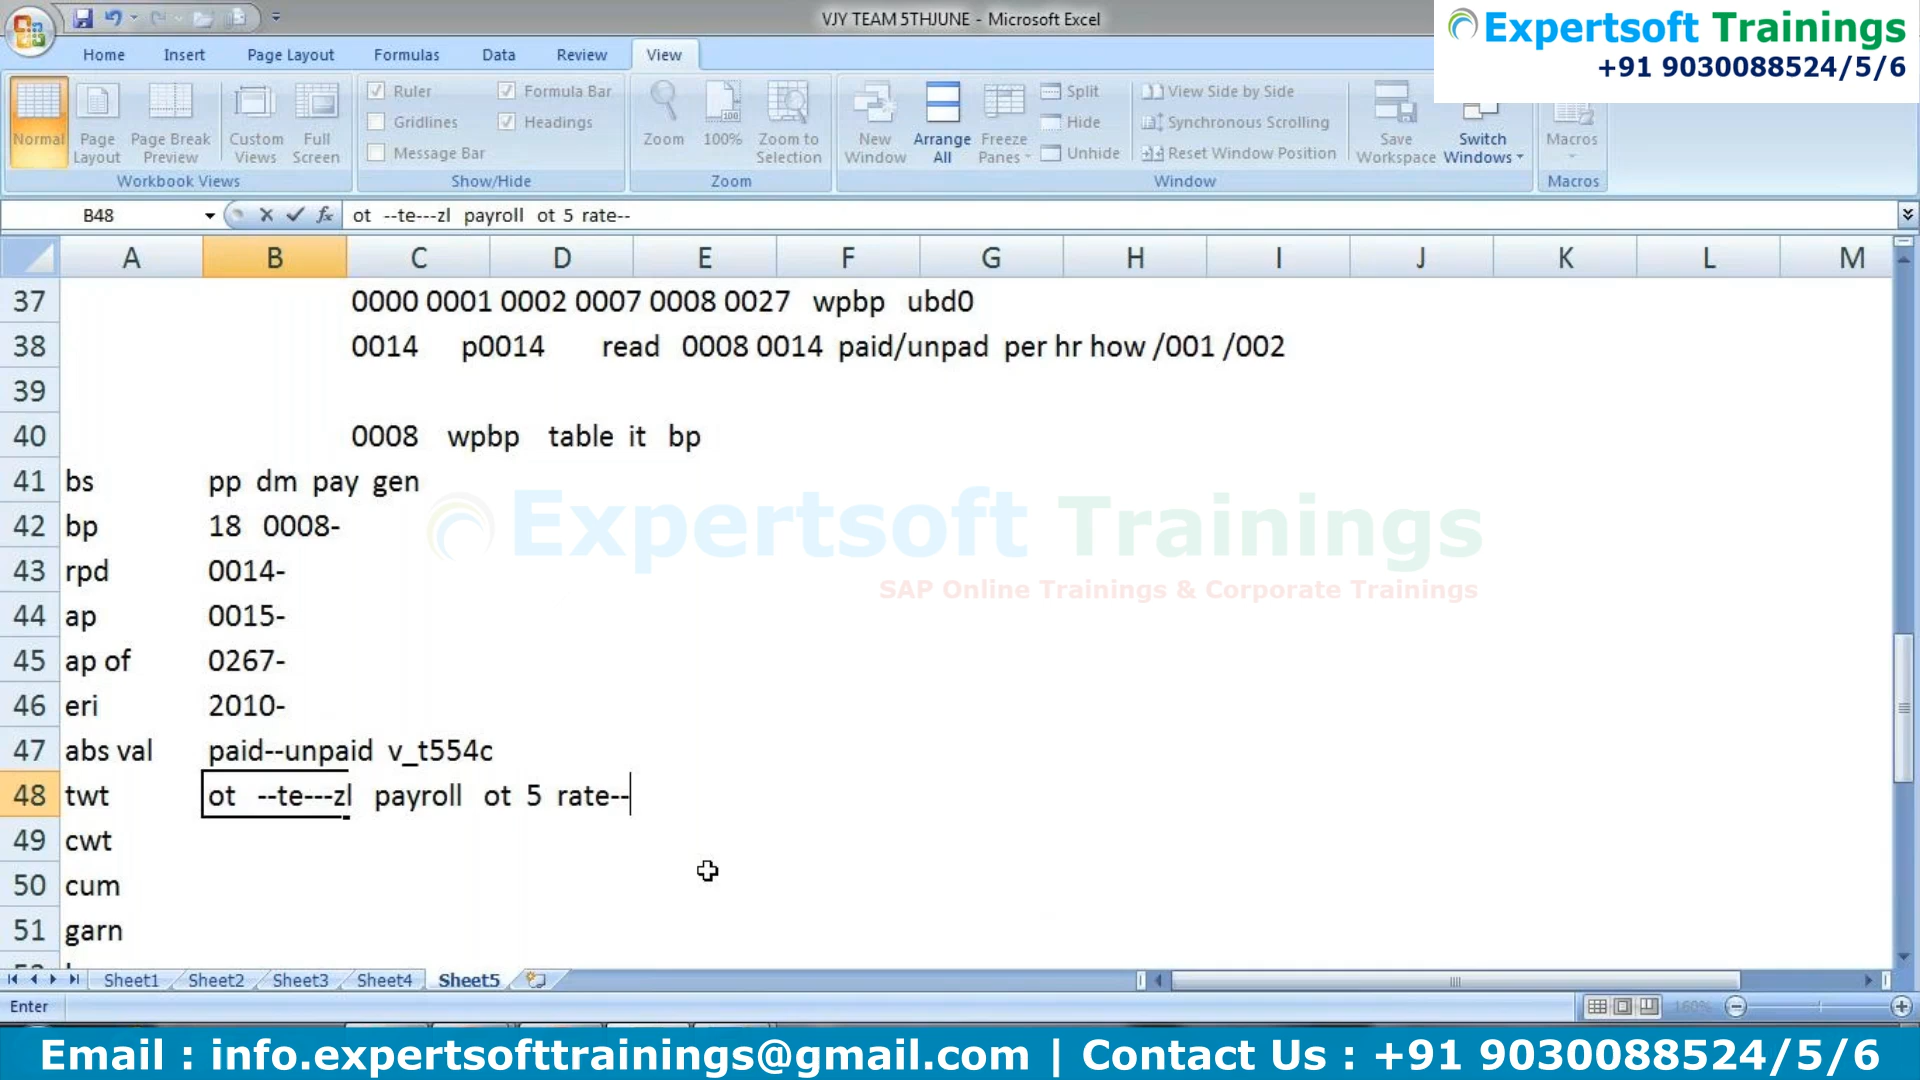 VJY TEAM 5THJUNE - Microsoft Excel
Expertsoft Trainings
+91 9030088524/5/6
Home Insert Page Layout Formulas Data Review View
Normal
Page Layout
Page Break Preview
Custom Views
Full Screen
Workbook Views
Ruler Formula Bar
Gridlines Headings
Message Bar
Show/Hide
Zoom 100% Zoom to Selection
Zoom
New Window
Arrange All
Freeze Panes
Split
Hide
Unhide
View Side by Side
Synchronous Scrolling
Reset Window Position
Save Workspace
Switch Windows
Window
Macros
Macros
B48 fx ot --te---zl payroll ot 5 rate--
A B C D E F G H I J K L M
37 0000 0001 0002 0007 0008 0027 wpbp ubd0
38 0014 p0014 read 0008 0014 paid/unpad per hr how /001 /002
39
40 0008 wpbp table it bp
41 bs pp dm pay gen
42 bp 18 0008-
43 rpd 0014-
44 ap 0015-
45 ap of 0267-
46 eri 2010-
47 abs val paid--unpaid v_t554c
48 twt ot --te---zl payroll ot 5 rate--
49 cwt
50 cum
51 garn
Expertsoft Trainings
SAP Online Trainings & Corporate Trainings
Sheet1 Sheet2 Sheet3 Sheet4 Sheet5
Enter 160%
Email : info.expertsofttrainings@gmail.com | Contact Us : +91 9030088524/5/6